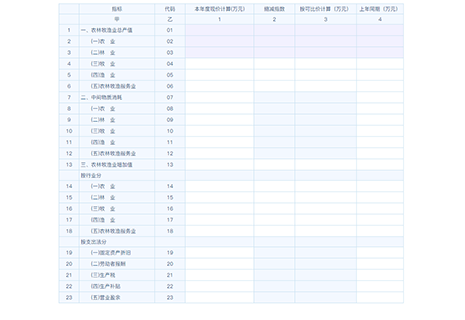 指标 代码 本年度现价计算(万元) 缩减指数 按可比价计算(万元) 上年同期(万元)
甲 乙 1 2 3 4
1 一、农林牧渔业总产值 01
2 (一)农 业 02
3 (二)林 业 03
4 (三)牧 业 04
5 (四)渔 业 05
6 (五)农林牧渔服务业 06
7 二、中间物质消耗 07
8 (一)农 业 08
9 (二)林 业 09
10 (三)牧 业 10
11 (四)渔 业 11
12 (五)农林牧渔服务业 12
13 三、农林牧渔业增加值 13
按行业分
14 (一)农 业 14
15 (二)林 业 15
16 (三)牧 业 16
17 (四)渔 业 17
18 (五)农林牧渔服务业 18
按支出法分
19 (一)固定资产折旧 19
20 (二)劳动者报酬 20
21 (三)生产税 21
22 (四)生产补贴 22
23 (五)营业盈余 23